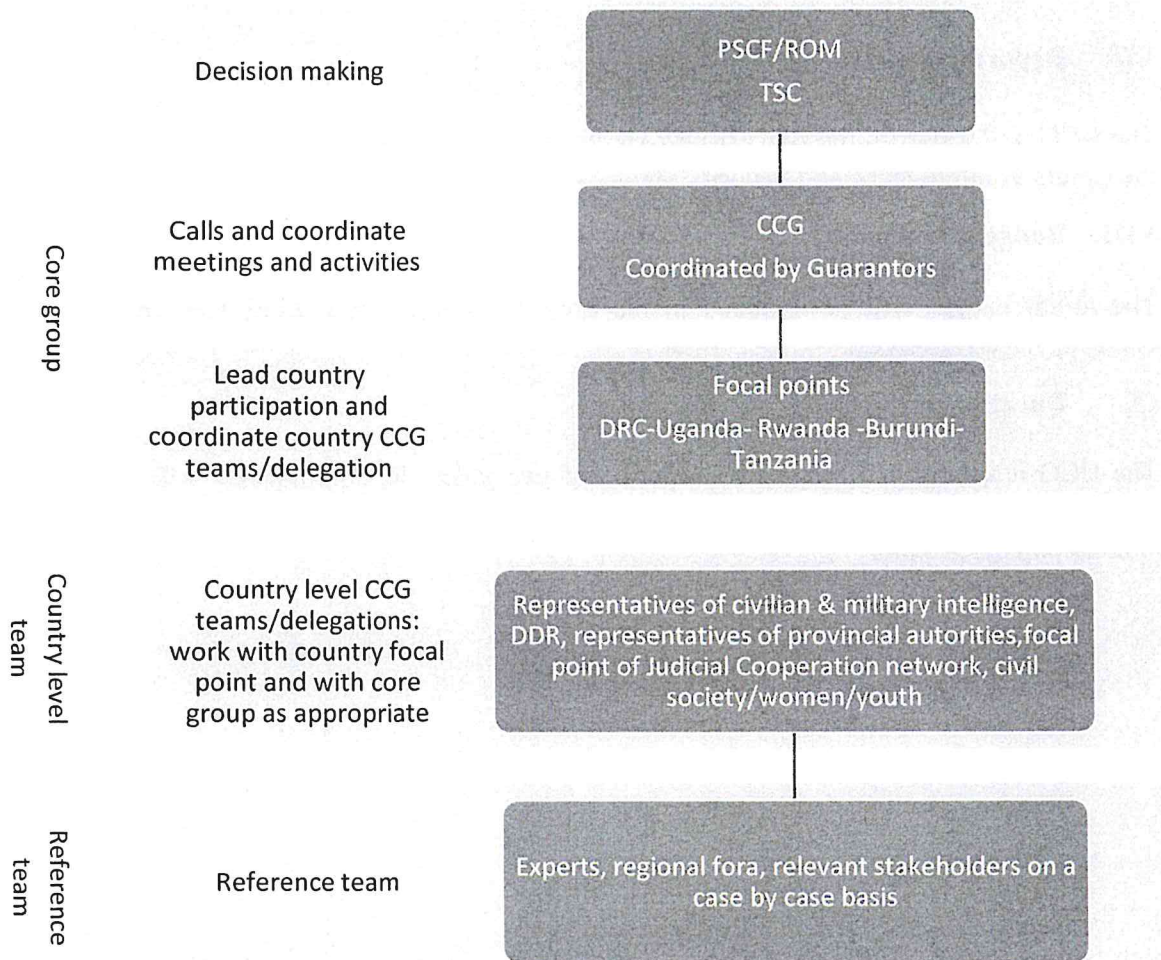 Decision making
PSCF/ROM
TSC
Core group
Calls and coordinate
meetings and activities
CCG
Coordinated by Guarantors
Lead country
participation and
coordinate country CCG
teams/delegation
Focal points
DRC-Uganda- Rwanda -Burundi-
Tanzania
Country level
team
Country level CCG
teams/delegations:
work with country focal
point and with core
group as appropriate
Representatives of civilian & military intelligence,
DDR, representatives of provincial autorities,focal
point of Judicial Cooperation network, civil
society/women/youth
Reference
team
Reference team
Experts, regional fora, relevant stakeholders on a
case by case basis